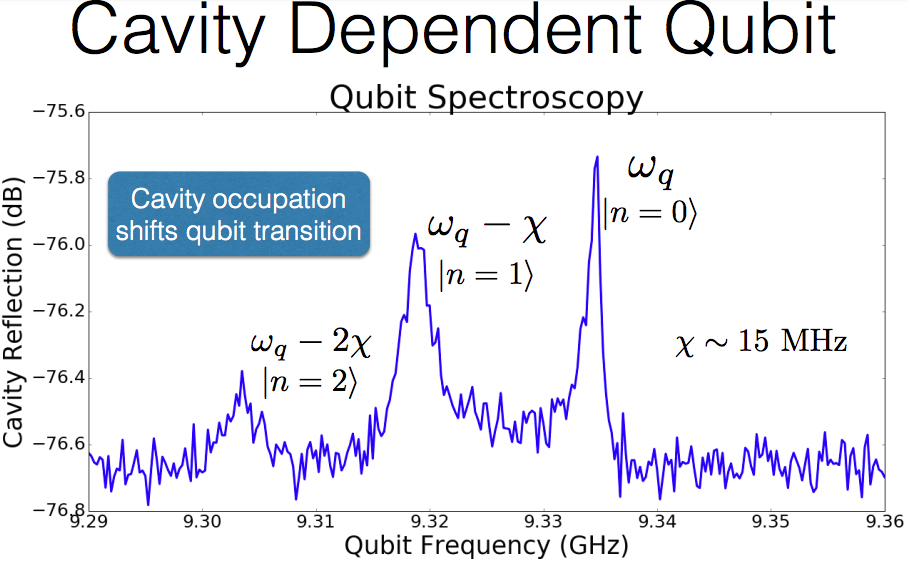 Cavity Dependent Qubit
Qubit Spectroscopy
−75.6
−75.8
−76.0
−76.2
−76.4
−76.6
−76.8
Cavity Reflection (dB)
Cavity occupation
shifts qubit transition
ω_q
|n = 0⟩
ω_q − χ
|n = 1⟩
ω_q − 2χ
|n = 2⟩
χ ∼ 15 MHz
9.29 9.30 9.31 9.32 9.33 9.34 9.35 9.36
Qubit Frequency (GHz)